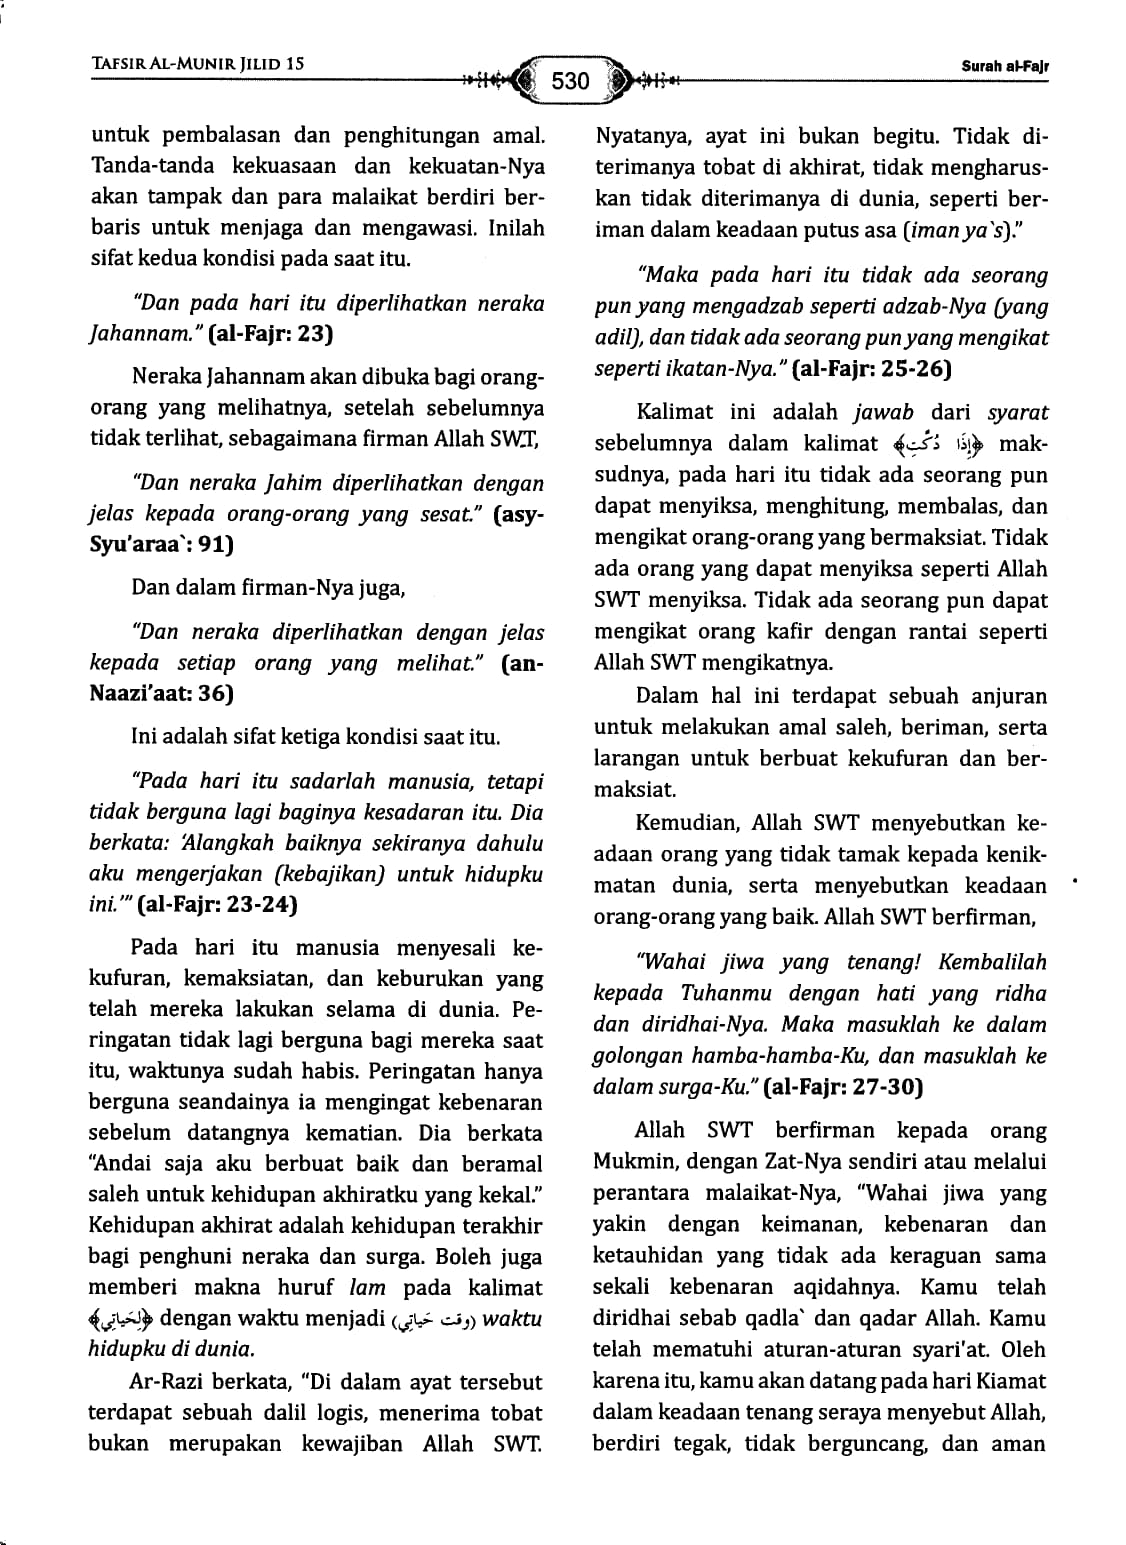 TAFSIR AL-MUNIR JILID 15
530
Surah al-Fajr
untuk pembalasan dan penghitungan amal.
Tanda-tanda kekuasaan dan kekuatan-Nya
akan tampak dan para malaikat berdiri ber-
baris untuk menjaga dan mengawasi. Inilah
sifat kedua kondisi pada saat itu.
"Dan pada hari itu diperlihatkan neraka
Jahannam." (al-Fajr: 23)
Neraka Jahannam akan dibuka bagi orang-
orang yang melihatnya, setelah sebelumnya
tidak terlihat, sebagaimana firman Allah SWT,
"Dan neraka Jahim diperlihatkan dengan
jelas kepada orang-orang yang sesat." (asy-
Syu'araa`: 91)
Dan dalam firman-Nya juga,
"Dan neraka diperlihatkan dengan jelas
kepada setiap orang yang melihat." (an-
Naazi'aat: 36)
Ini adalah sifat ketiga kondisi saat itu.
"Pada hari itu sadarlah manusia, tetapi
tidak berguna lagi baginya kesadaran itu. Dia
berkata: 'Alangkah baiknya sekiranya dahulu
aku mengerjakan (kebajikan) untuk hidupku
ini.'" (al-Fajr: 23-24)
Pada hari itu manusia menyesali ke-
kufuran, kemaksiatan, dan keburukan yang
telah mereka lakukan selama di dunia. Pe-
ringatan tidak lagi berguna bagi mereka saat
itu, waktunya sudah habis. Peringatan hanya
berguna seandainya ia mengingat kebenaran
sebelum datangnya kematian. Dia berkata
"Andai saja aku berbuat baik dan beramal
saleh untuk kehidupan akhiratku yang kekal."
Kehidupan akhirat adalah kehidupan terakhir
bagi penghuni neraka dan surga. Boleh juga
memberi makna huruf lam pada kalimat
﴿لِحَيَاتِي﴾ dengan waktu menjadi (وقت حَيَاتِي) waktu
hidupku di dunia.
Ar-Razi berkata, "Di dalam ayat tersebut
terdapat sebuah dalil logis, menerima tobat
bukan merupakan kewajiban Allah SWT.
Nyatanya, ayat ini bukan begitu. Tidak di-
terimanya tobat di akhirat, tidak mengharus-
kan tidak diterimanya di dunia, seperti ber-
iman dalam keadaan putus asa (iman ya`s)."
"Maka pada hari itu tidak ada seorang
pun yang mengadzab seperti adzab-Nya (yang
adil), dan tidak ada seorang pun yang mengikat
seperti ikatan-Nya." (al-Fajr: 25-26)
Kalimat ini adalah jawab dari syarat
sebelumnya dalam kalimat ﴿إِذَا دُكَّتِ﴾ mak-
sudnya, pada hari itu tidak ada seorang pun
dapat menyiksa, menghitung, membalas, dan
mengikat orang-orang yang bermaksiat. Tidak
ada orang yang dapat menyiksa seperti Allah
SWT menyiksa. Tidak ada seorang pun dapat
mengikat orang kafir dengan rantai seperti
Allah SWT mengikatnya.
Dalam hal ini terdapat sebuah anjuran
untuk melakukan amal saleh, beriman, serta
larangan untuk berbuat kekufuran dan ber-
maksiat.
Kemudian, Allah SWT menyebutkan ke-
adaan orang yang tidak tamak kepada kenik-
matan dunia, serta menyebutkan keadaan
orang-orang yang baik. Allah SWT berfirman,
"Wahai jiwa yang tenang! Kembalilah
kepada Tuhanmu dengan hati yang ridha
dan diridhai-Nya. Maka masuklah ke dalam
golongan hamba-hamba-Ku, dan masuklah ke
dalam surga-Ku." (al-Fajr: 27-30)
Allah SWT berfirman kepada orang
Mukmin, dengan Zat-Nya sendiri atau melalui
perantara malaikat-Nya, "Wahai jiwa yang
yakin dengan keimanan, kebenaran dan
ketauhidan yang tidak ada keraguan sama
sekali kebenaran aqidahnya. Kamu telah
diridhai sebab qadla` dan qadar Allah. Kamu
telah mematuhi aturan-aturan syari'at. Oleh
karena itu, kamu akan datang pada hari Kiamat
dalam keadaan tenang seraya menyebut Allah,
berdiri tegak, tidak berguncang, dan aman